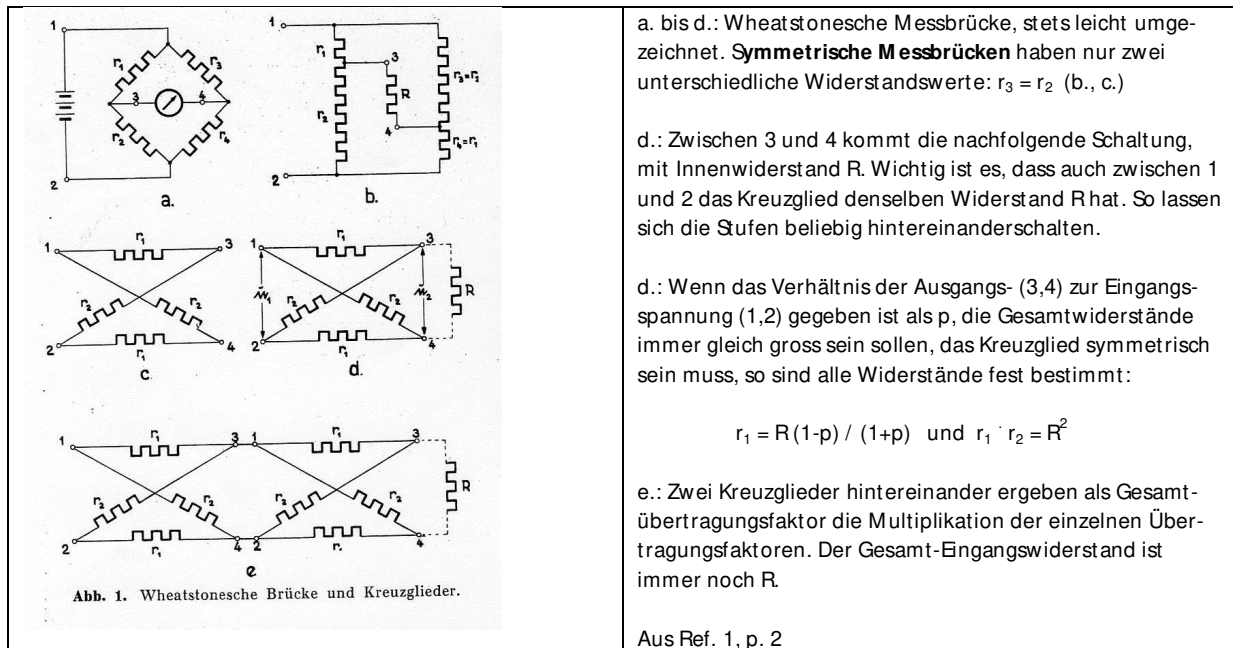 1
r₁
r₃
3
4
r₂
r₄
2
a.
1
r₁
3
R
r₂
4
r₄=r₁
2
b.
1
r₁
3
r₂
r₂
2
r₁
4
c.
1
r₁
3
r₂
r₂
R
2
r₁
4
d.
1
r₁
3
1
r₁
3
r₂
r₂
r₂
r₂
R
2
r₁
4
2
r.
4
e
Abb. 1. Wheatstonesche Brücke und Kreuzglieder.
a. bis d.: Wheatstonesche Messbrücke, stets leicht umge-
zeichnet. Symmetrische Messbrücken haben nur zwei
unterschiedliche Widerstandswerte: r₃ = r₂ (b., c.)
d.: Zwischen 3 und 4 kommt die nachfolgende Schaltung,
mit Innenwiderstand R. Wichtig ist es, dass auch zwischen 1
und 2 das Kreuzglied denselben Widerstand R hat. So lassen
sich die Stufen beliebig hintereinanderschalten.
d.: Wenn das Verhältnis der Ausgangs- (3,4) zur Eingangs-
spannung (1,2) gegeben ist als p, die Gesamtwiderstände
immer gleich gross sein sollen, das Kreuzglied symmetrisch
sein muss, so sind alle Widerstände fest bestimmt:
r₁ = R (1-p) / (1+p) und r₁ · r₂ = R²
e.: Zwei Kreuzglieder hintereinander ergeben als Gesamt-
übertragungsfaktor die Multiplikation der einzelnen Über-
tragungsfaktoren. Der Gesamt-Eingangswiderstand ist
immer noch R.
Aus Ref. 1, p. 2